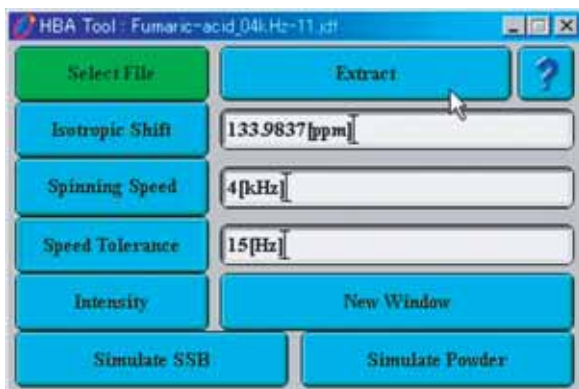 HBA Tool : Fumaric-acid_04kHz-11.jdf
Select File Extract ?
Isotropic Shift 133.9837[ppm]
Spinning Speed 4[kHz]
Speed Tolerance 15[Hz]
Intensity New Window
Simulate SSB Simulate Powder